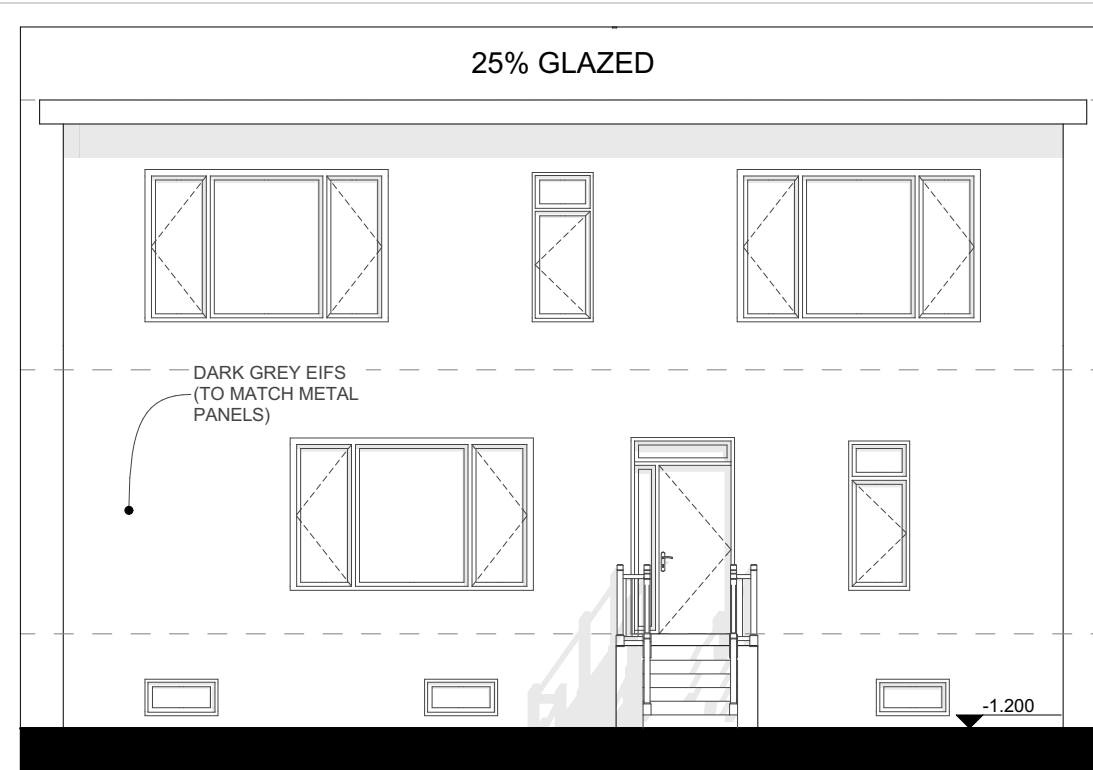 25% GLAZED
DARK GREY EIFS
(TO MATCH METAL
PANELS)
-1.200